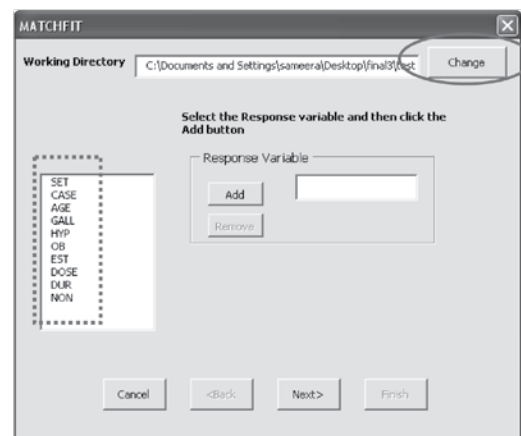 MATCHFIT
Working Directory C:\Documents and Settings\sameera\Desktop\final3\test Change
Select the Response variable and then click the
Add button
Response Variable
Add
Remove
SET
CASE
AGE
GALL
HYP
OB
EST
DOSE
DUR
NON
Cancel <Back Next> Finish